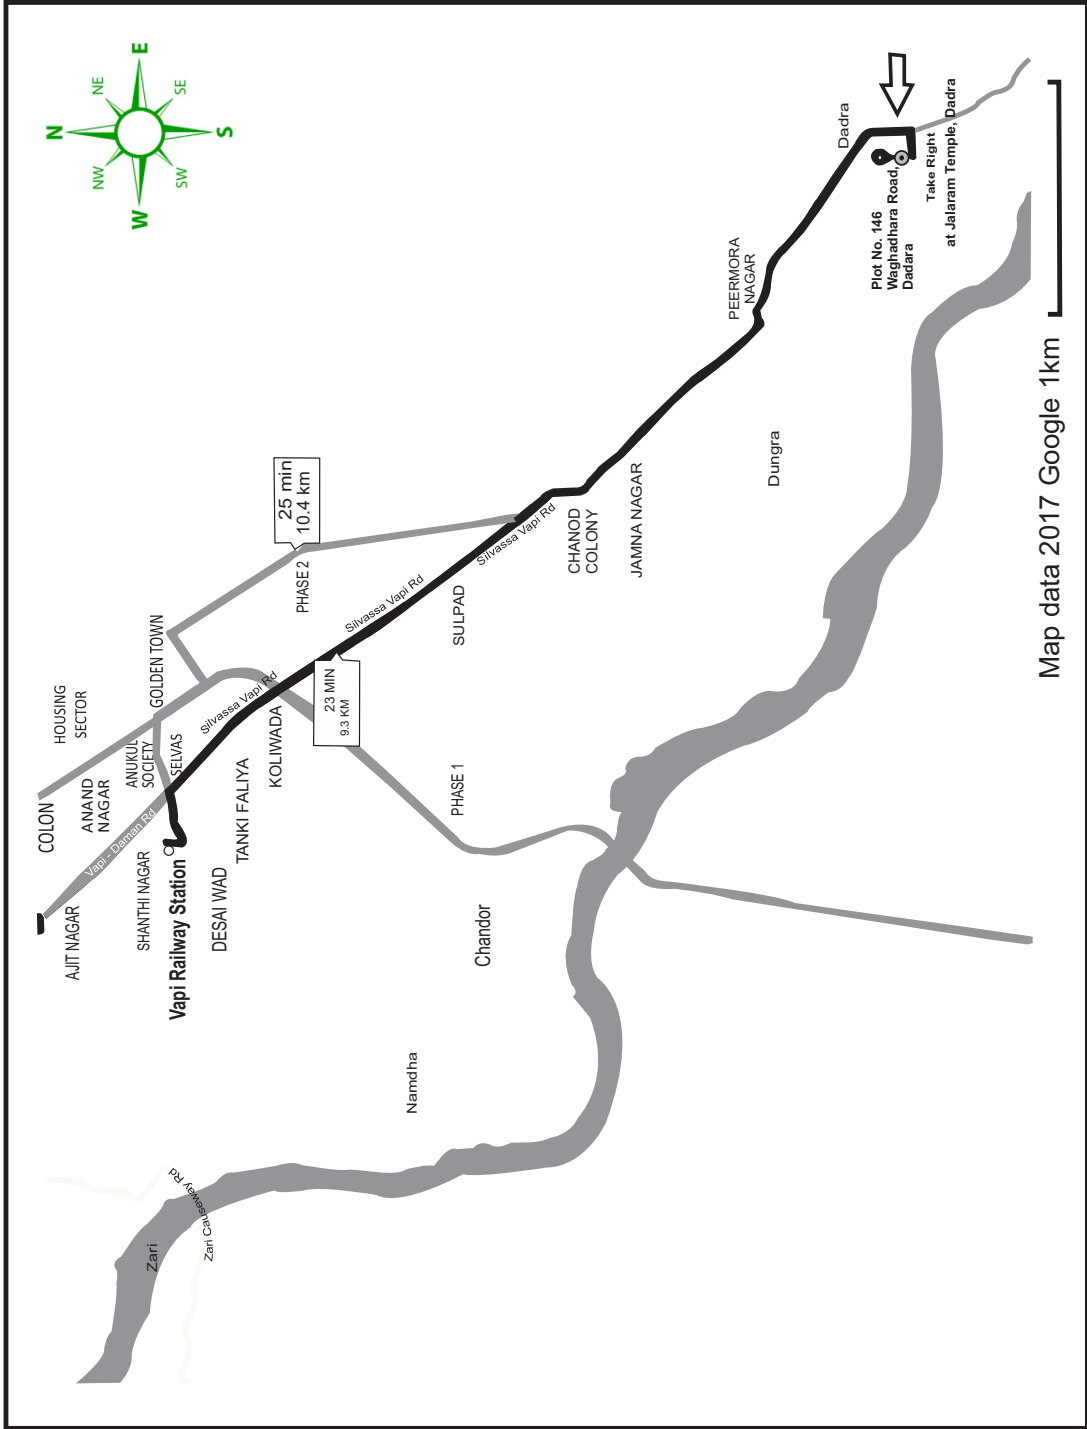 N
NE
E
SE
S
SW
W
NW
COLON
HOUSING
SECTOR
ANAND
NAGAR
AJIT NAGAR
Vapi - Daman Rd
ANUKUL
SOCIETY
GOLDEN TOWN
SELVAS
SHANTHI NAGAR
Vapi Railway Station
DESAI WAD
TANKI FALIYA
KOLIWADA
Silvassa Vapi Rd
PHASE 2
25 min
10.4 km
23 MIN
9.3 KM
Silvassa Vapi Rd
SULPAD
Silvassa Vapi Rd
PHASE 1
CHANOD
COLONY
JAMNA NAGAR
Chandor
Namdha
Zari
Zari Causeway Rd
Dungra
PEERMORA
NAGAR
Dadra
Plot No. 146
Waghadhara Road,
Dadara
Take Right
at Jalaram Temple, Dadra
Map data 2017 Google 1km